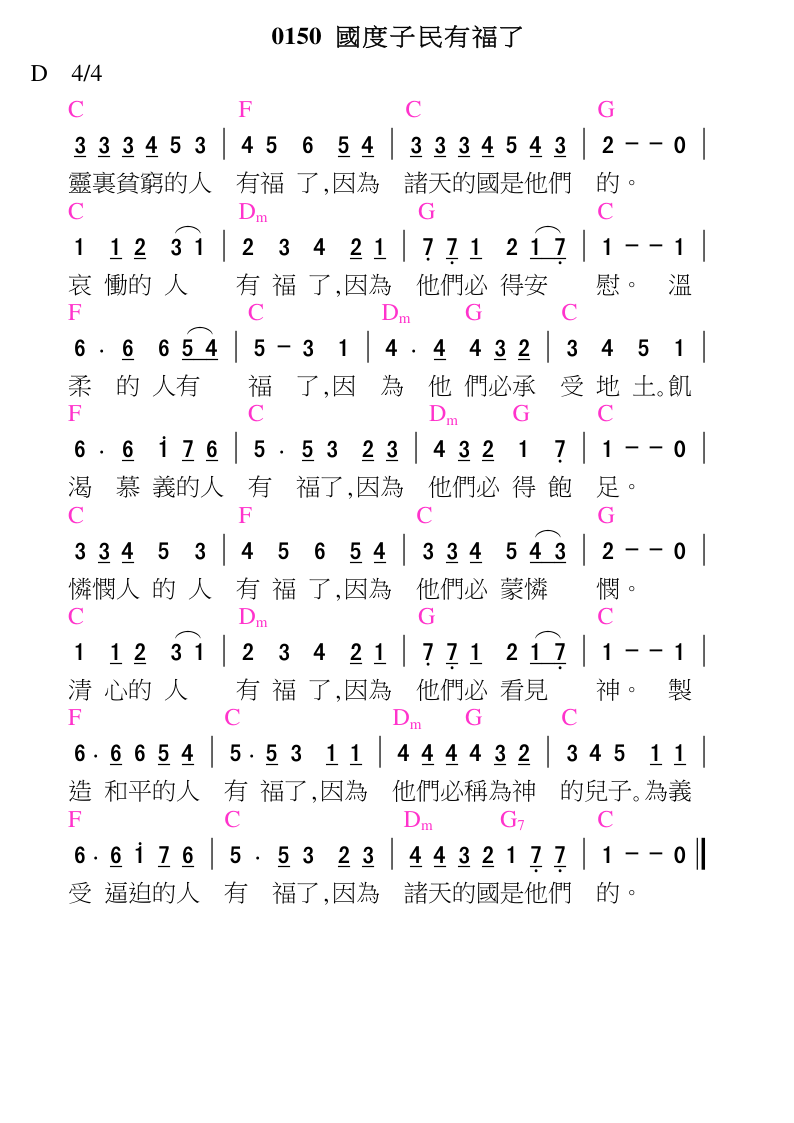 0150 國度子民有福了
D 4/4
C F C G
3 3 3 4 5 3 | 4 5 6 5 4 | 3 3 3 4 5 4 3 | 2 - - 0 |
靈裏貧窮的人 有福 了,因為 諸天的國是他們 的。
C Dm G C
1 1 2 3 1 | 2 3 4 2 1 | 7 7 1 2 1 7 | 1 - - 1 |
哀 慟的 人 有 福 了,因為 他們必 得安 慰。 溫
F C Dm G C
6 · 6 6 5 4 | 5 - 3 1 | 4 · 4 4 3 2 | 3 4 5 1 |
柔 的 人有 福 了,因 為 他 們必承 受 地 土。飢
F C Dm G C
6 · 6 i 7 6 | 5 · 5 3 2 3 | 4 3 2 1 7 | 1 - - 0 |
渴 慕 義的人 有 福了,因為 他們必 得 飽 足。
C F C G
3 3 4 5 3 | 4 5 6 5 4 | 3 3 4 5 4 3 | 2 - - 0 |
憐憫人 的 人 有 福 了,因為 他們必 蒙憐 憫。
C Dm G C
1 1 2 3 1 | 2 3 4 2 1 | 7 7 1 2 1 7 | 1 - - 1 |
清 心的 人 有 福 了,因為 他們必 看見 神。 製
F C Dm G C
6 · 6 6 5 4 | 5 · 5 3 1 1 | 4 4 4 4 3 2 | 3 4 5 1 1 |
造 和平的人 有 福了,因為 他們必稱為神 的兒子。為義
F C Dm G7 C
6 · 6 i 7 6 | 5 · 5 3 2 3 | 4 4 3 2 1 7 7 | 1 - - 0 ‖
受 逼迫的人 有 福了,因為 諸天的國是他們 的。